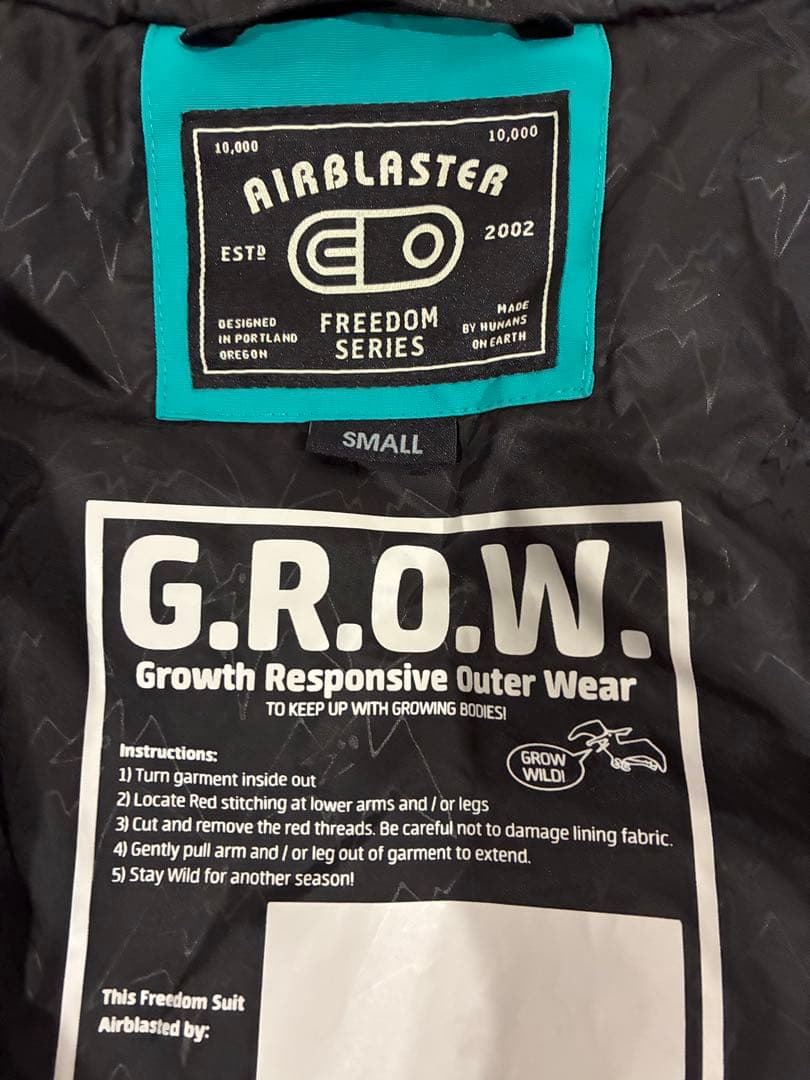 10,000 10,000
AIRBLASTER
ESTD 2002
DESIGNED
IN PORTLAND
OREGON
FREEDOM
SERIES
MADE
BY HUMANS
ON EARTH
SMALL
G.R.O.W.
Growth Responsive Outer Wear
TO KEEP UP WITH GROWING BODIES!
GROW
WILD!
Instructions:
1) Turn garment inside out
2) Locate Red stitching at lower arms and / or legs
3) Cut and remove the red threads. Be careful not to damage lining fabric.
4) Gently pull arm and / or leg out of garment to extend.
5) Stay Wild for another season!
This Freedom Suit
Airblasted by: